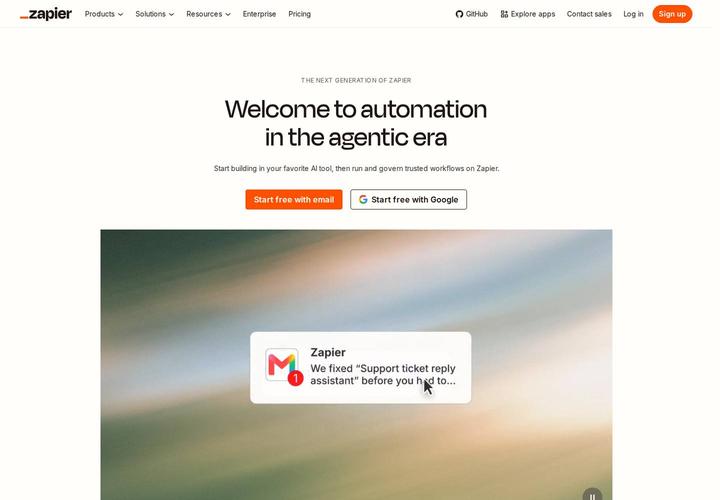 zapier
Products
Solutions
Resources
Enterprise
Pricing
GitHub
Explore apps
Contact sales
Log in
Sign up
THE NEXT GENERATION OF ZAPIER
Welcome to automation
in the agentic era
Start building in your favorite AI tool, then run and govern trusted workflows on Zapier.
Start free with email
Start free with Google
1
Zapier
We fixed “Support ticket reply
assistant” before you had to...